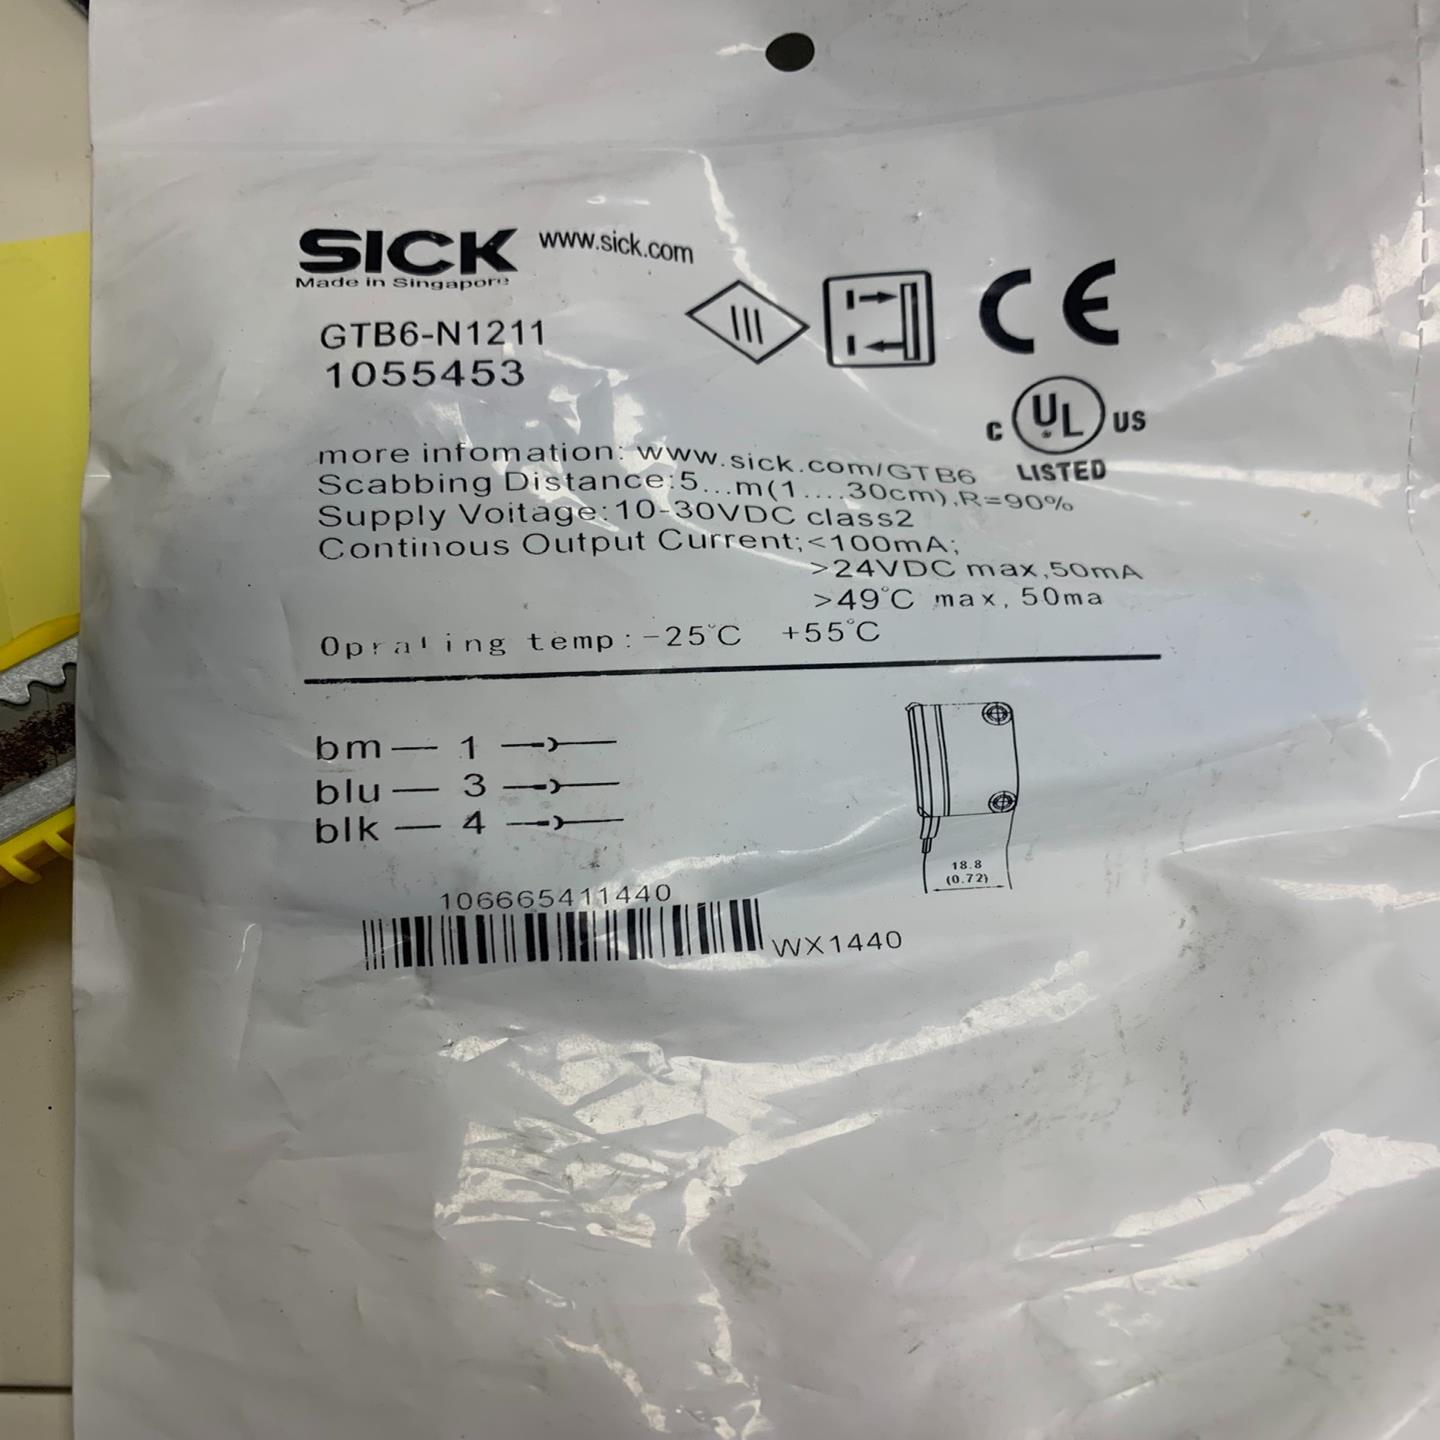 SICK www.sick.com
Made in Singapore
GTB6-N1211
1055453
CE
C UL US
LISTED
more infomation: www.sick.com/GTB6
Scabbing Distance:5...m(1....30cm),R=90%
Supply Voitage:10-30VDC class2
Continous Output Current;<100mA;
>24VDC max,50mA
>49°C max, 50ma
Oprating temp:-25°C +55°C
bm — 1
blu — 3
blk — 4
18.8
(0.72)
106665411440
WX1440